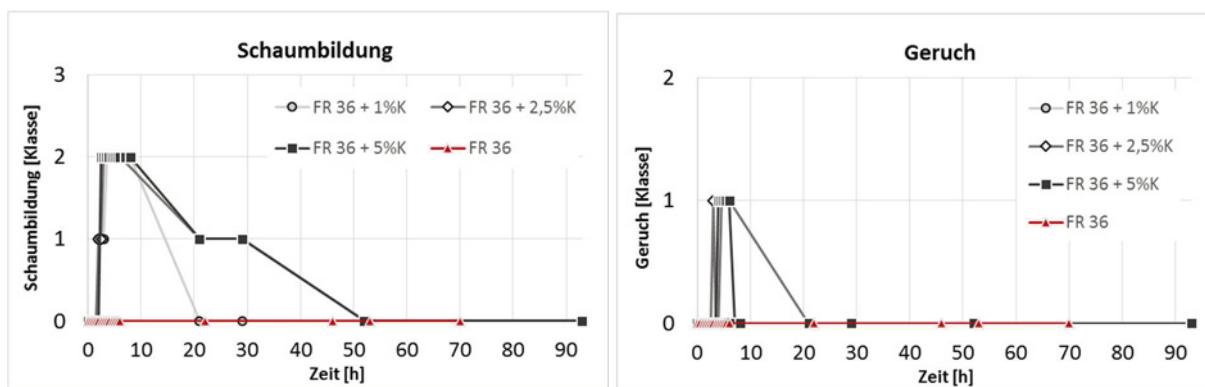 Schaumbildung
Schaumbildung [Klasse]
3
2
1
0
FR 36 + 1%K
FR 36 + 2,5%K
FR 36 + 5%K
FR 36
0 10 20 30 40 50 60 70 80 90
Zeit [h]
Geruch
Geruch [Klasse]
2
1
0
FR 36 + 1%K
FR 36 + 2,5%K
FR 36 + 5%K
FR 36
0 10 20 30 40 50 60 70 80 90
Zeit [h]